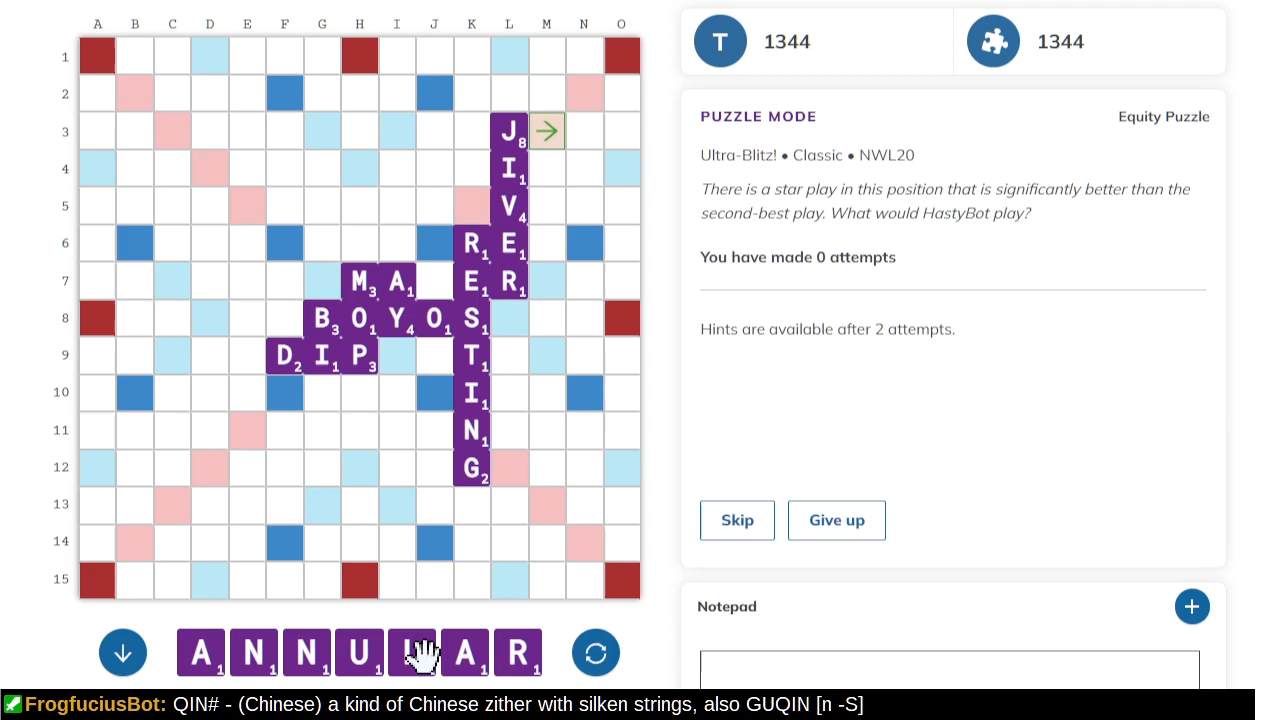 A B C D E F G H I J K L M N O
T 1344
1344
1
2
3 J8
4 I1
5 V4
6 R1 E1
7 M3 A1 E1 R1
8 B3 O1 Y4 O1 S1
9 D2 I1 P3 T1
10 I1
11 N1
12 G2
13
14
15
A1 N1 N1 U1 A1 R1
PUZZLE MODE
Equity Puzzle
Ultra-Blitz! • Classic • NWL20
There is a star play in this position that is significantly better than the
second-best play. What would HastyBot play?
You have made 0 attempts
Hints are available after 2 attempts.
Skip Give up
Notepad
+
FrogfuciusBot: QIN# - (Chinese) a kind of Chinese zither with silken strings, also GUQIN [n -S]